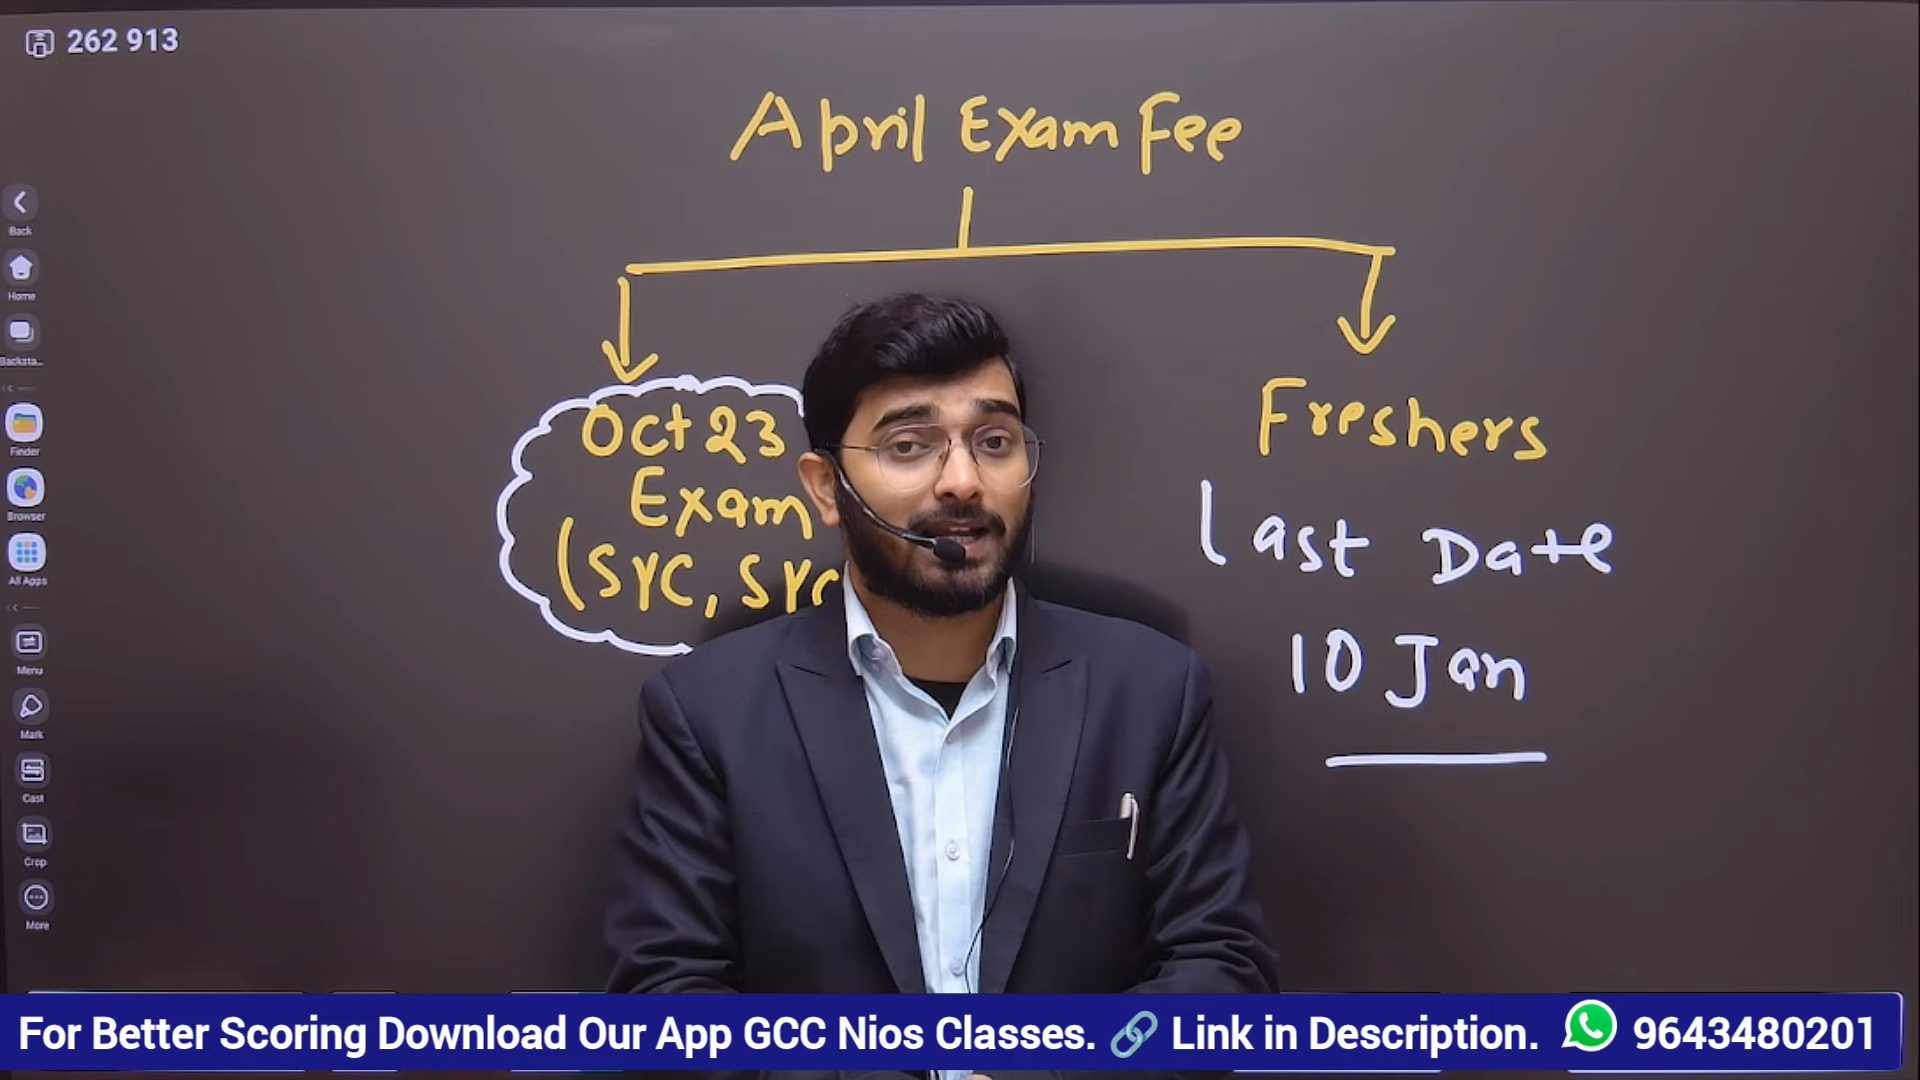 262 913
April Exam Fee
Back
Home
Backsta...
Finder
Browser
All Apps
Menu
Mark
Cast
Crop
More
Oct 23
Exam
(SYC, SYC
Freshers
Last Date
10 Jan
For Better Scoring Download Our App GCC Nios Classes. 🔗 Link in Description. 9643480201